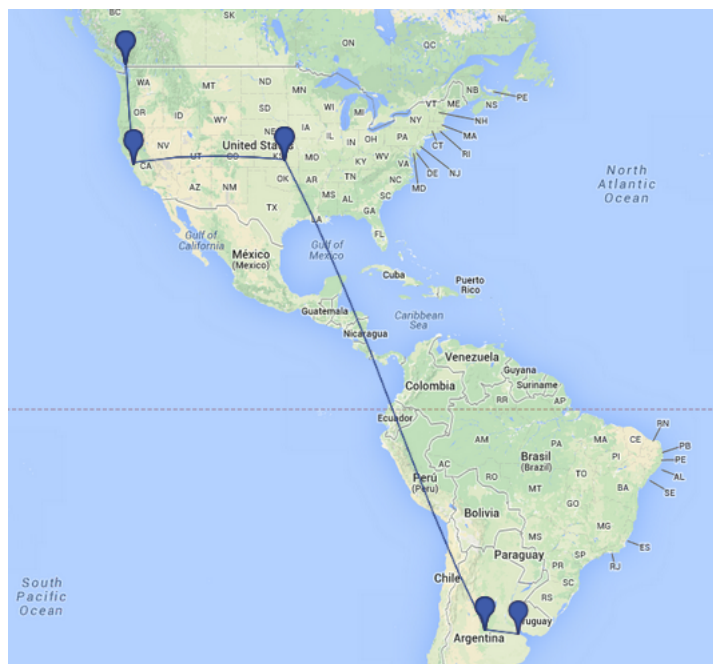 BC
SK
NL
ON
QC
WA
MT
ND
MN
NB
PE
OR
ID
SD
WI
MI
VT
ME
NS
WY
NY
NH
NV
NE
IA
IL
IN
OH
PA
CT
MA
RI
United States
CA
UT
CO
KS
MO
KY
WV
VA
DE
NJ
MD
AZ
NM
OK
AR
TN
NC
TX
MS
AL
SC
GA
LA
FL
North
Atlantic
Ocean
Gulf of
California
Gulf of
Mexico
México
(Mexico)
Cuba
Puerto
Rico
Guatemala
Caribbean
Sea
Nicaragua
Venezuela
Guyana
Suriname
Colombia
RR
AP
Ecuador
RN
AM
PA
MA
CE
PB
PE
AL
SE
PI
AC
Perú
(Peru)
RO
TO
Brasil
(Brazil)
MT
BA
Bolivia
GO
MG
MS
ES
Paraguay
SP
RJ
PR
SC
Chile
RS
South
Pacific
Ocean
Uruguay
Argentina